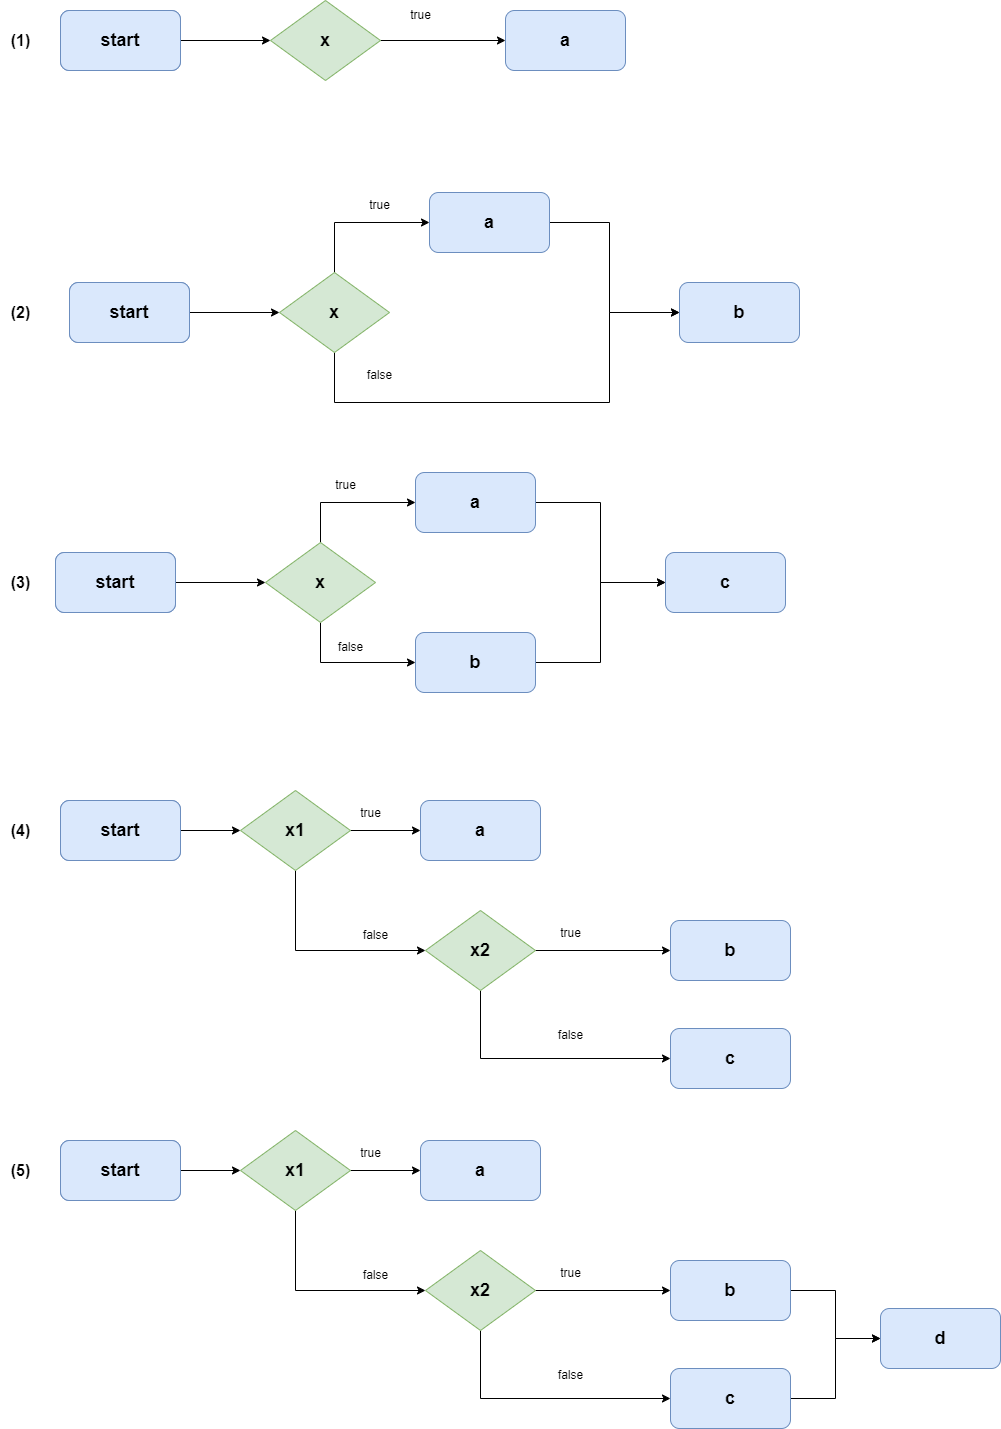 true
(1) start x a
true
a
(2) start x b
false
true
a
(3) start x c
false
b
true
(4) start x1 a
false x2 true b
false
c
true
(5) start x1 a
true
false x2 b
d
false
c